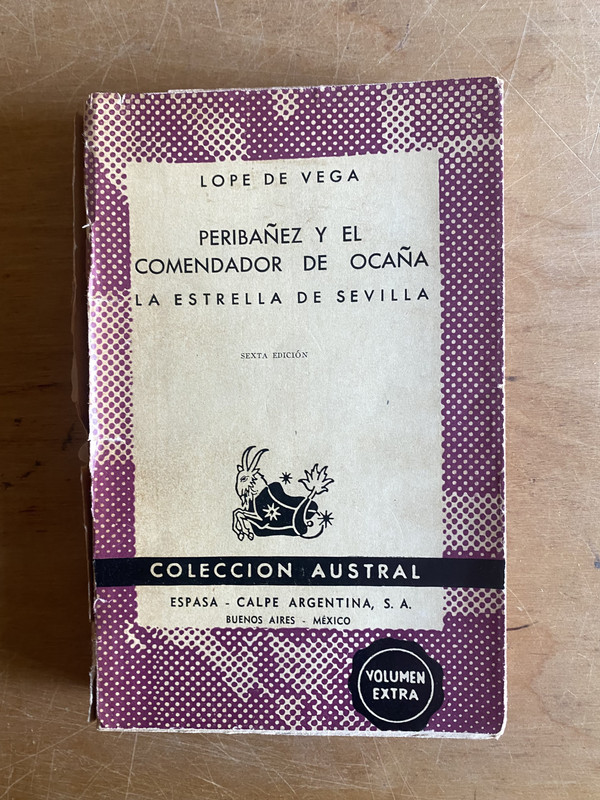 LOPE DE VEGA
PERIBAÑEZ Y EL
COMENDADOR DE OCAÑA
LA ESTRELLA DE SEVILLA
SEXTA EDICIÓN
COLECCION AUSTRAL
ESPASA - CALPE ARGENTINA, S. A.
BUENOS AIRES - MÉXICO
VOLUMEN
EXTRA